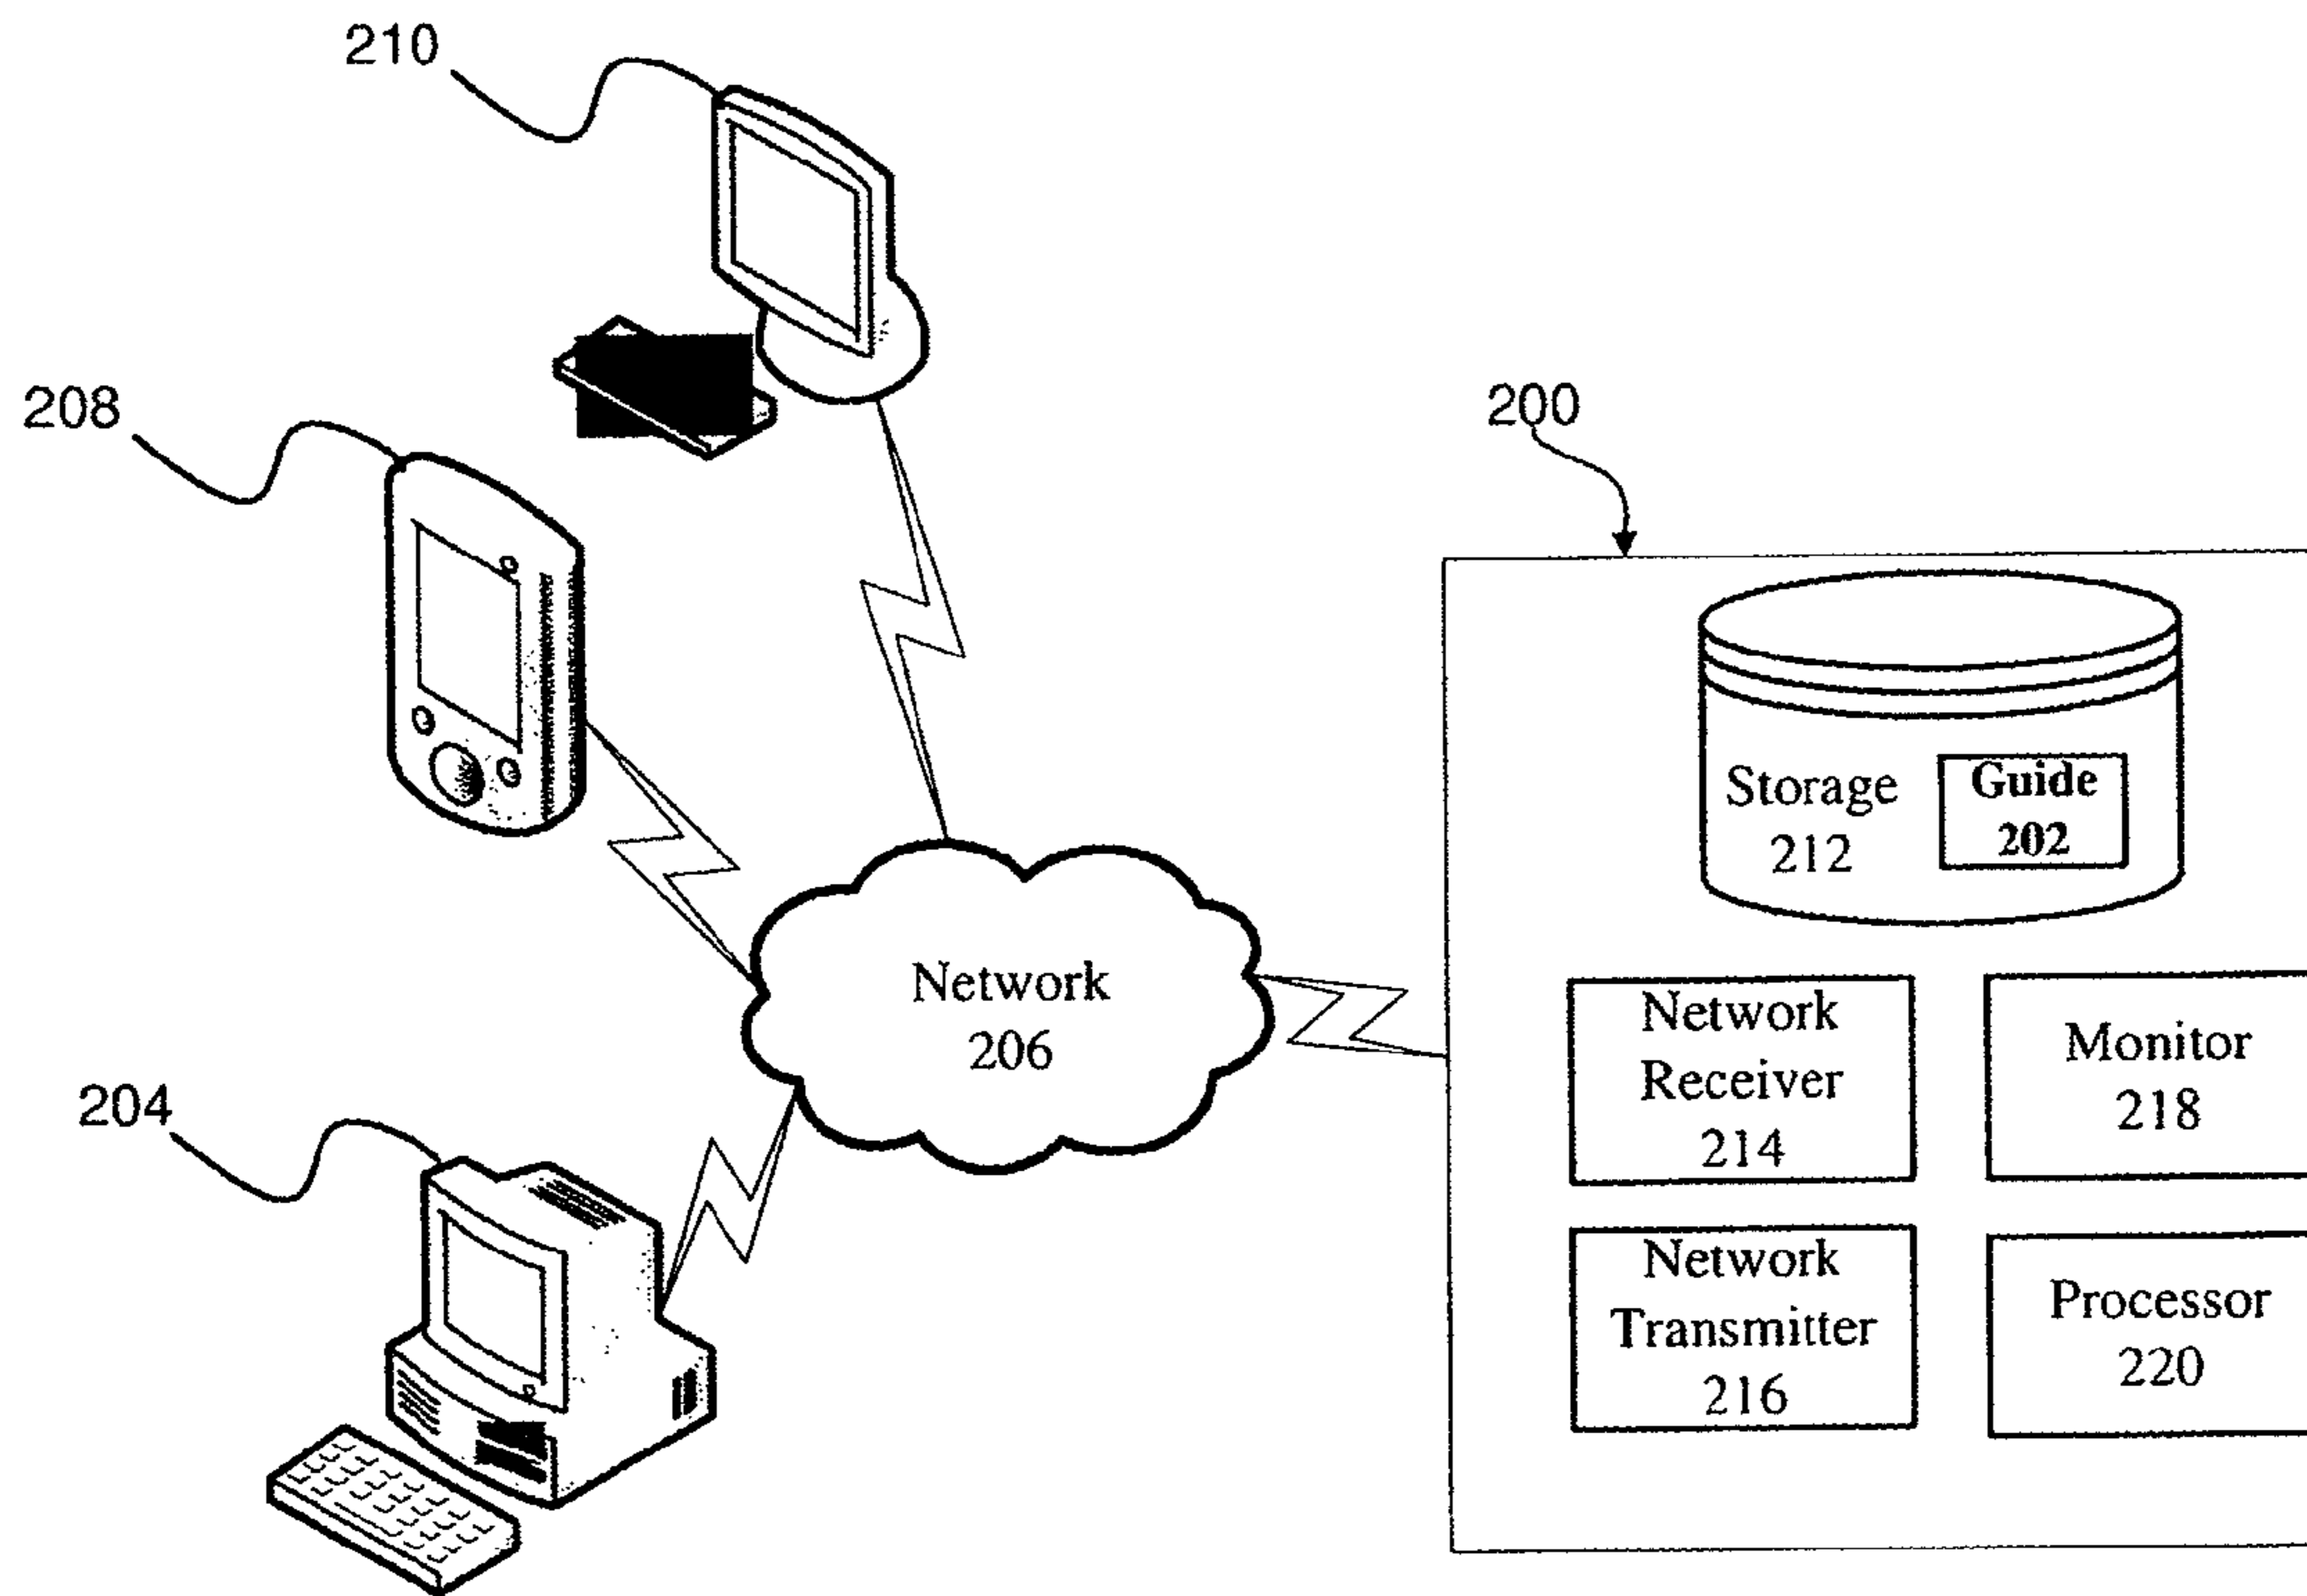 210
208
200
Storage
212
Guide
202
Network
206
Network
Receiver
214
Monitor
218
204
Network
Transmitter
216
Processor
220